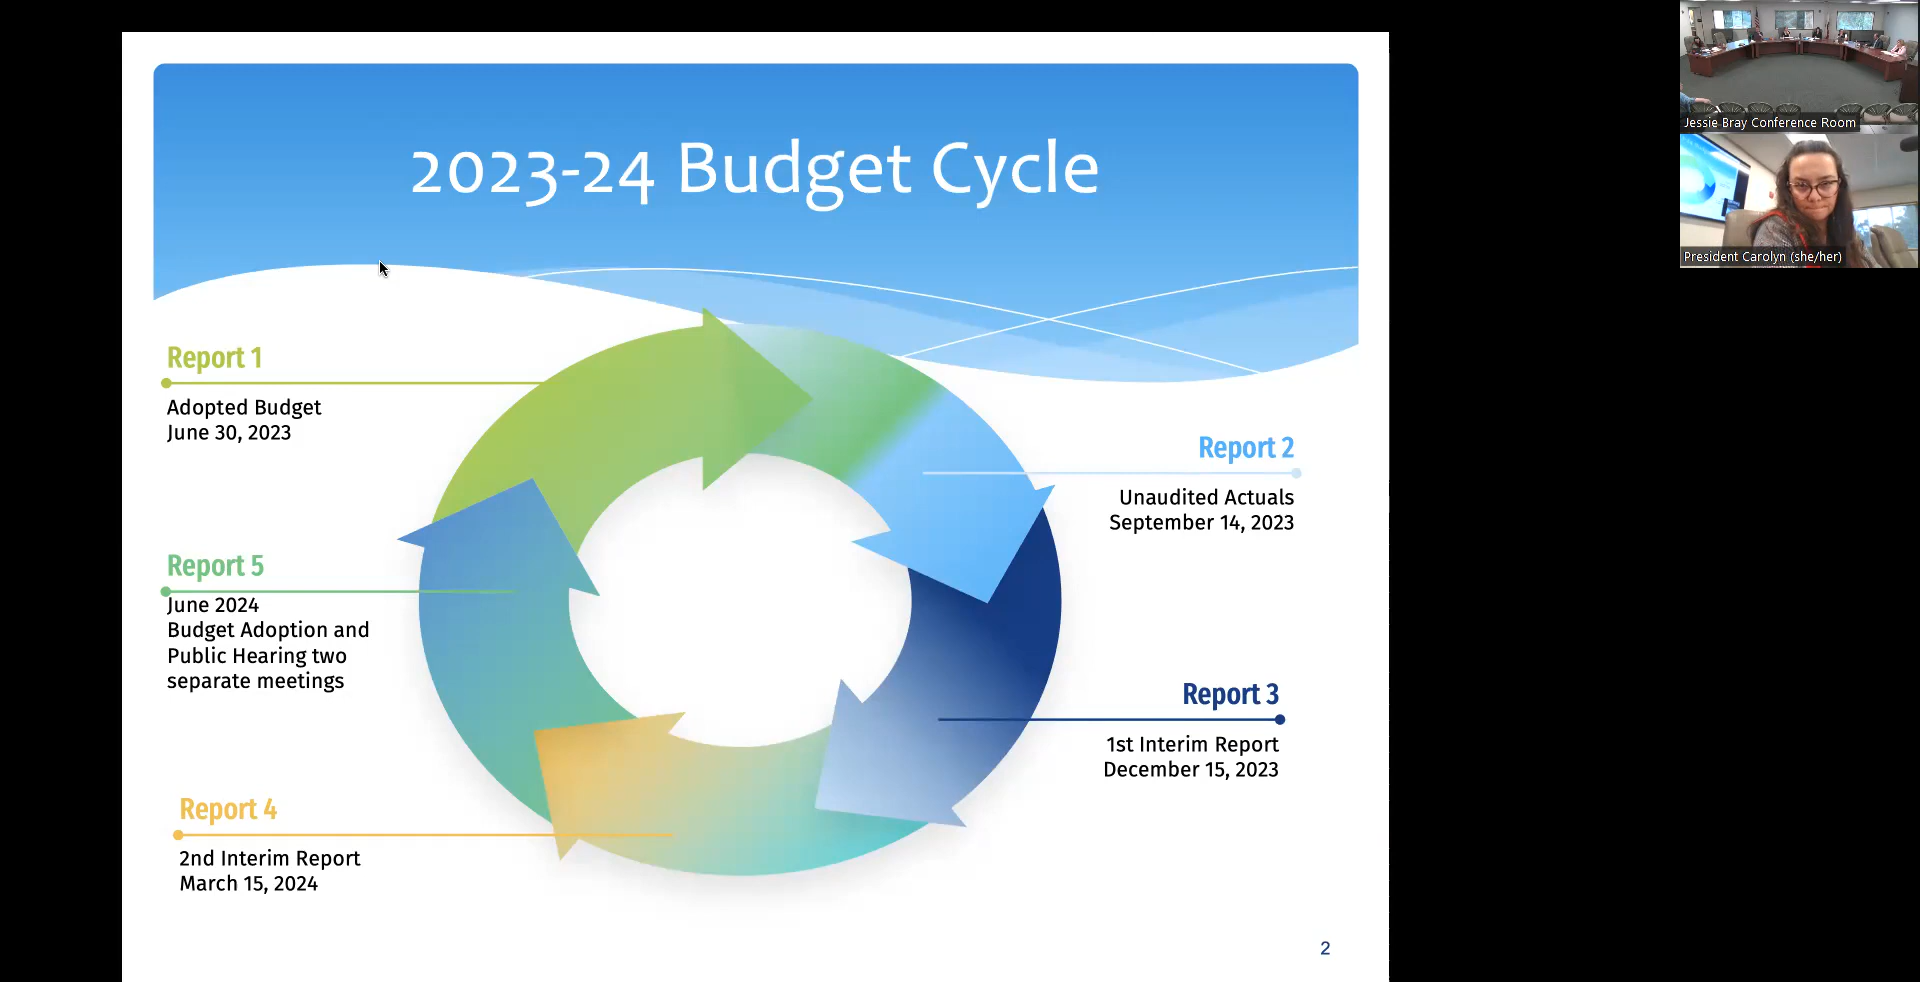 2023-24 Budget Cycle
Report 1
Adopted Budget
June 30, 2023
Report 2
Unaudited Actuals
September 14, 2023
Report 3
1st Interim Report
December 15, 2023
Report 4
2nd Interim Report
March 15, 2024
Report 5
June 2024
Budget Adoption and
Public Hearing two
separate meetings
2
Jessie Bray Conference Room
President Carolyn (she/her)